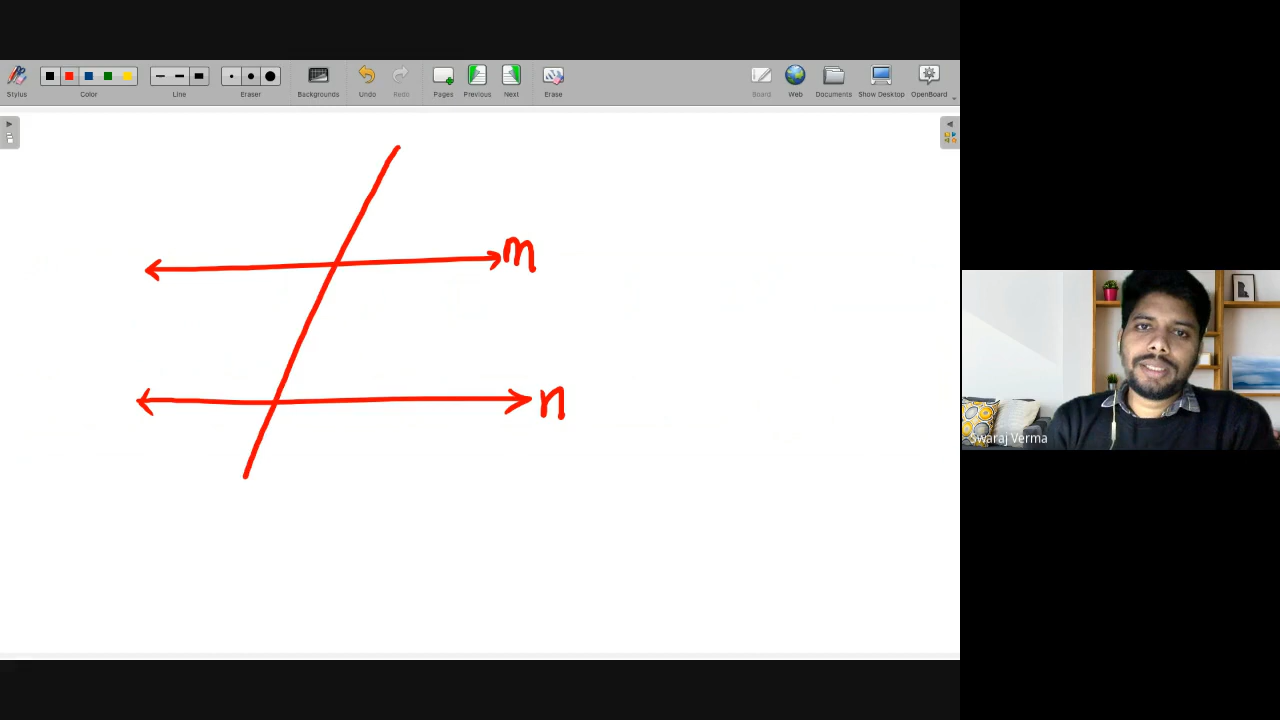 Stylus Color Line Eraser Backgrounds Undo Redo Pages Previous Next Erase Board Web Documents Show Desktop OpenBoard
m
n
Swaraj Verma